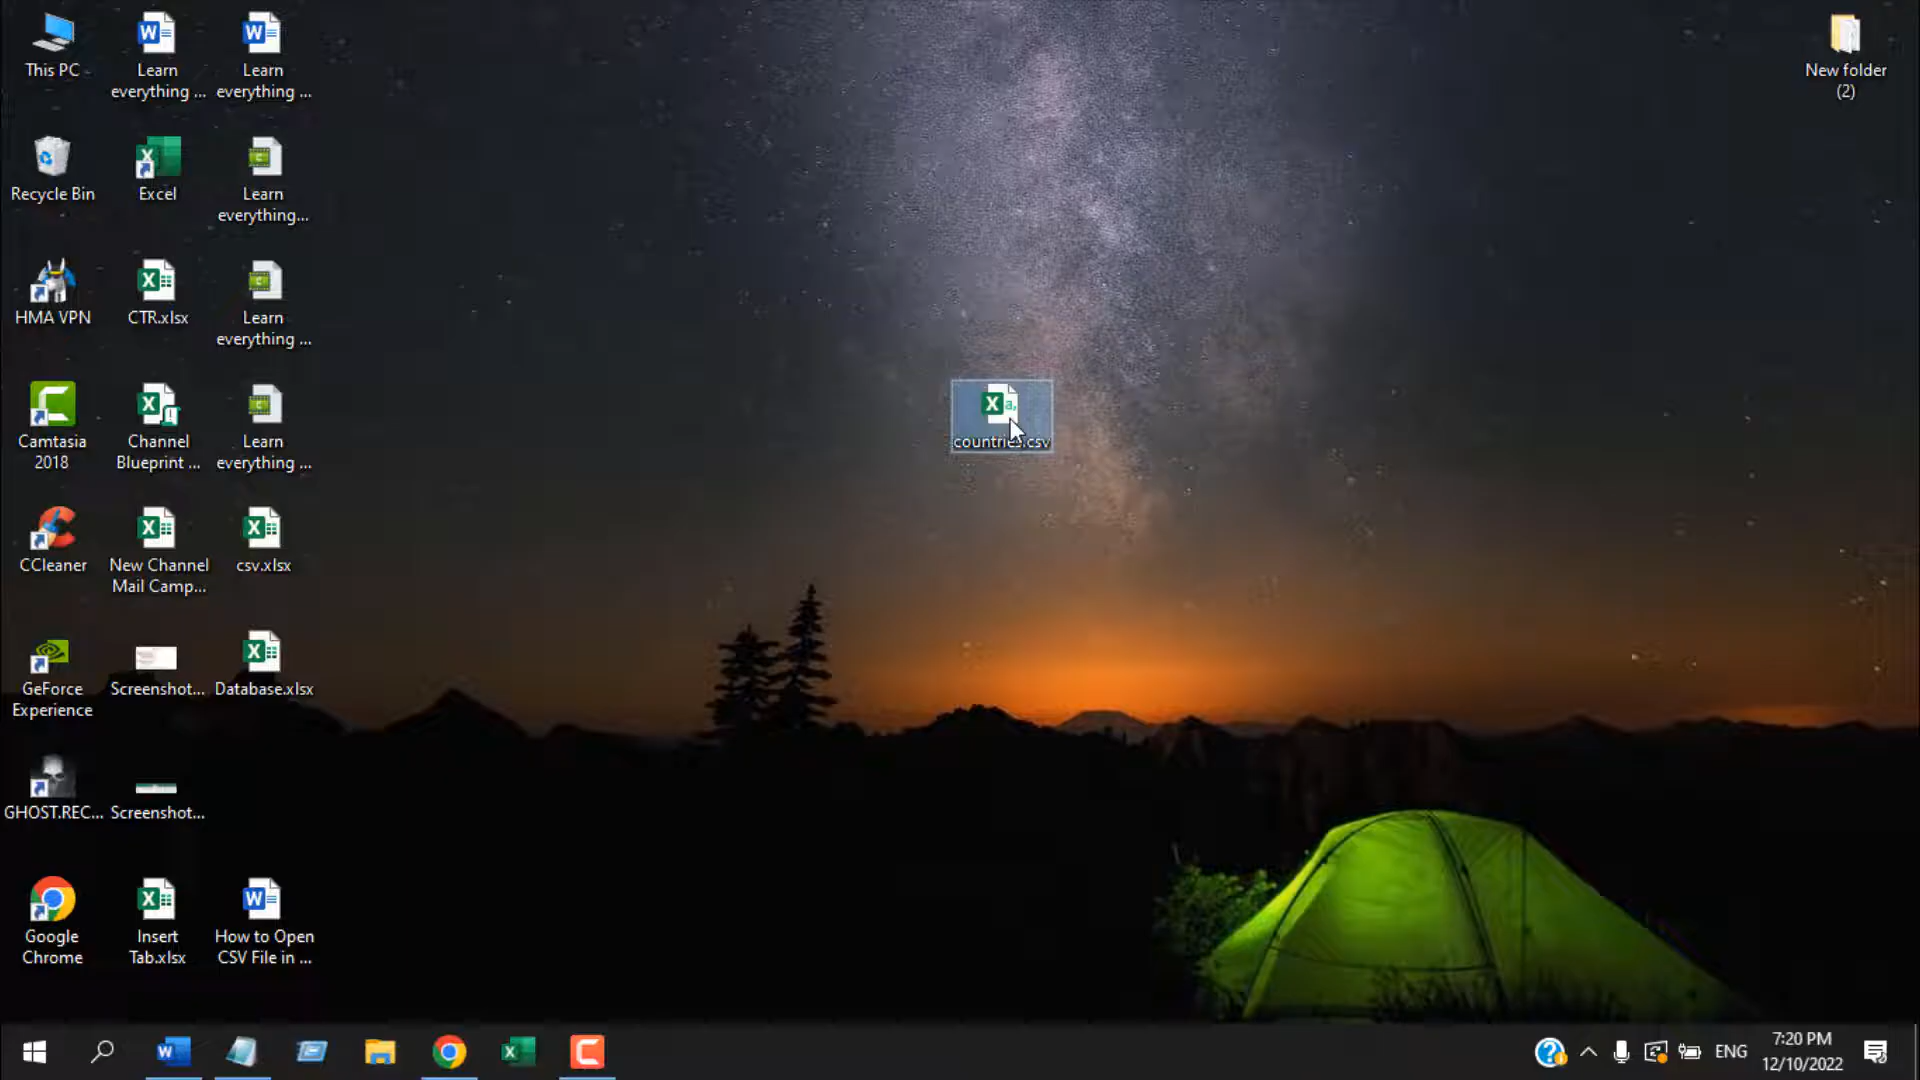 This PC
Learn
everything ...
Learn
everything ...
New folder
(2)
Recycle Bin
Excel
Learn
everything...
HMA VPN
CTR.xlsx
Learn
everything ...
Camtasia
2018
Channel
Blueprint ...
Learn
everything ...
countries.csv
CCleaner
New Channel
Mail Camp...
csv.xlsx
GeForce
Experience
Screenshot...
Database.xlsx
GHOST.REC...
Screenshot...
Google
Chrome
Insert
Tab.xlsx
How to Open
CSV File in ...
ENG
7:20 PM
12/10/2022